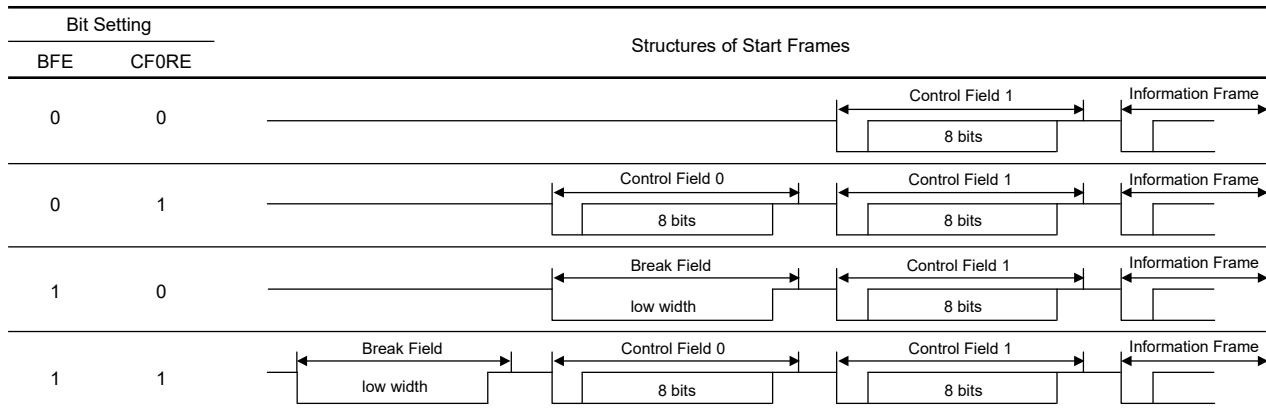 Bit Setting
Structures of Start Frames
BFE CF0RE
Control Field 1 Information Frame
0 0
8 bits
Control Field 0 Control Field 1 Information Frame
0 1
8 bits 8 bits
Break Field Control Field 1 Information Frame
1 0
low width 8 bits
Break Field Control Field 0 Control Field 1 Information Frame
1 1
low width 8 bits 8 bits